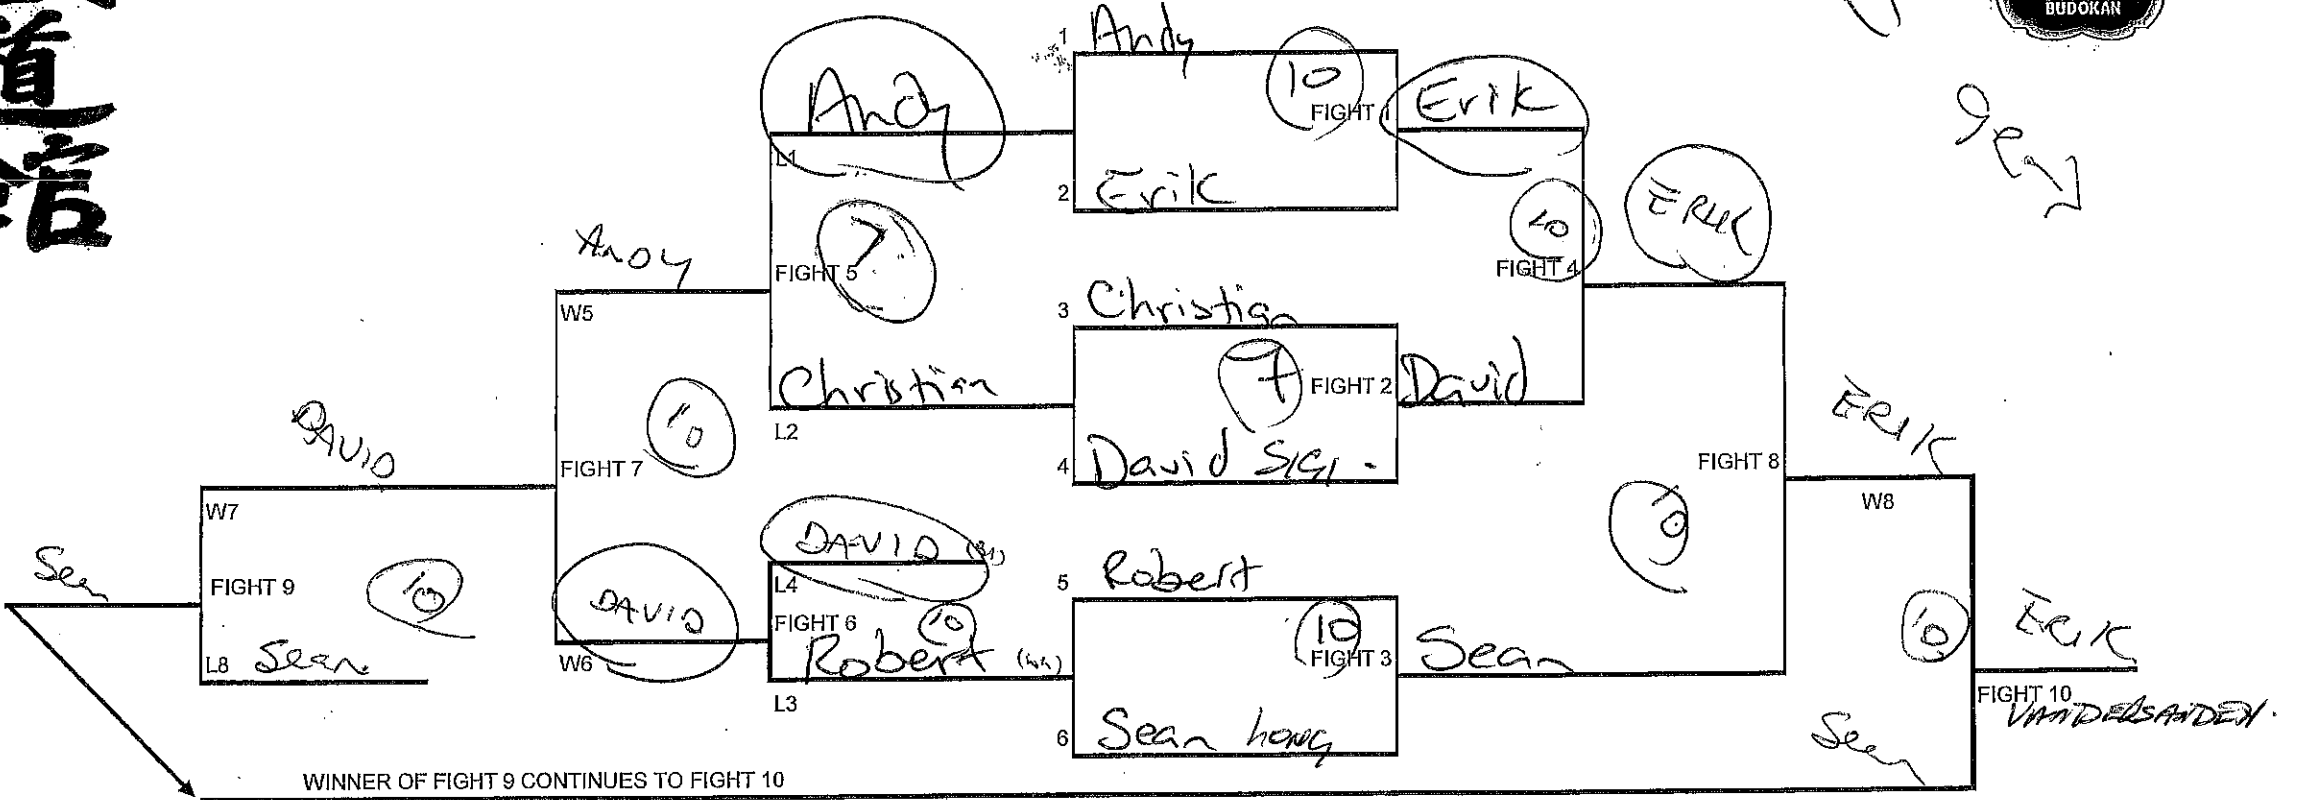 道
館
BUDOKAN
1 Andy
10
FIGHT 1
Erik
Andy
L1
2 Erik
10
FIGHT 4
ERIK
7
FIGHT 5
Andy
W5
3 Christian
7
FIGHT 2
David
Christian
L2
4 David
10
FIGHT 7
DAVID
W7
ERIK
W8
FIGHT 8
10
DAVID
L4
FIGHT 6
10
Robert
L3
DAVID
W6
5 Robert
10
FIGHT 3
Sean
6 Sean Long
Sean
FIGHT 9
10
L8 Sean
10
ERIK
FIGHT 10
VANDERSANDEN.
Sean
WINNER OF FIGHT 9 CONTINUES TO FIGHT 10